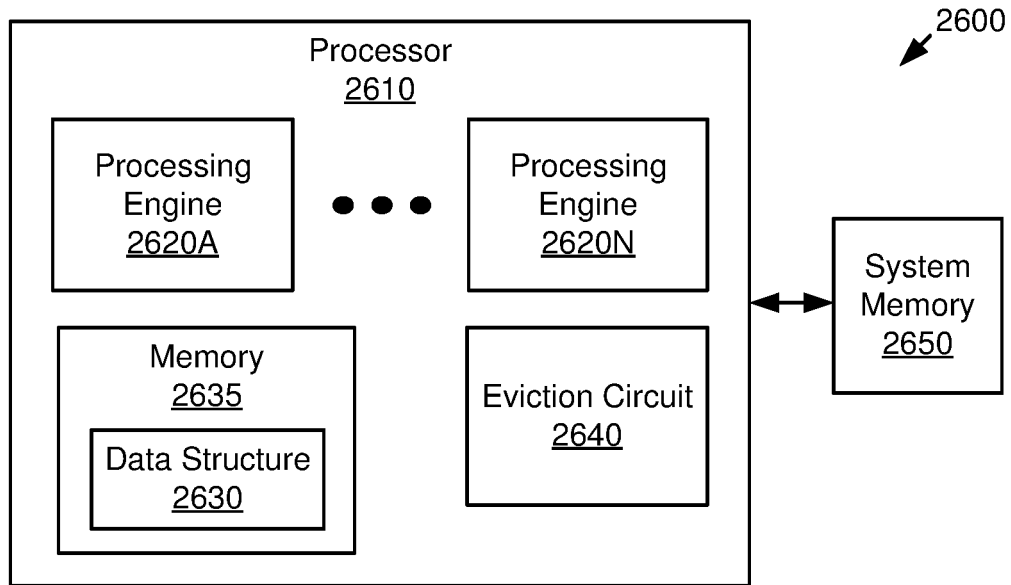 2600
Processor
2610
Processing
Engine
2620A
Processing
Engine
2620N
System
Memory
2650
Memory
2635
Data Structure
2630
Eviction Circuit
2640